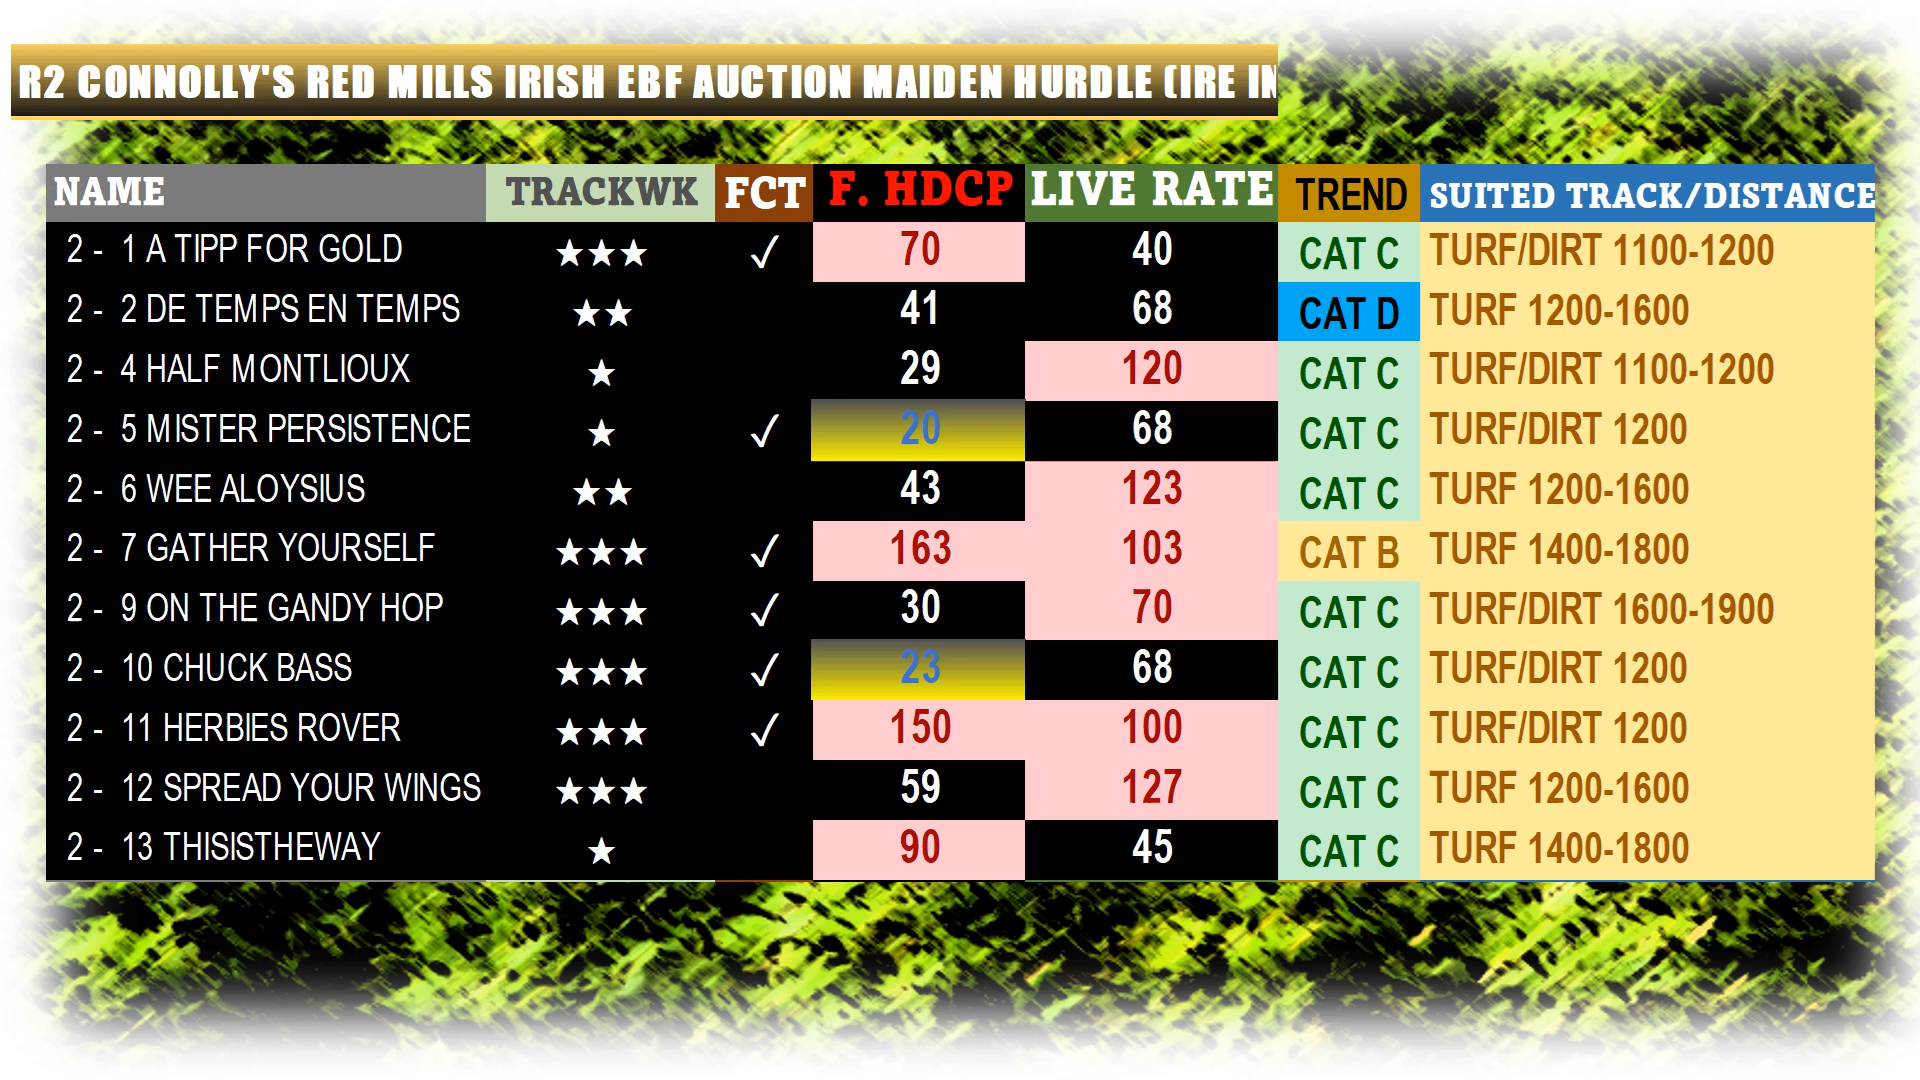 R2 CONNOLLY'S RED MILLS IRISH EBF AUCTION MAIDEN HURDLE (IRE IN
NAME TRACKWK FCT F. HDCP LIVE RATE TREND SUITED TRACK/DISTANCE
2 - 1 A TIPP FOR GOLD ★★★ ✓ 70 40 CAT C TURF/DIRT 1100-1200
2 - 2 DE TEMPS EN TEMPS ★★ 41 68 CAT D TURF 1200-1600
2 - 4 HALF MONTLIOUX ★ 29 120 CAT C TURF/DIRT 1100-1200
2 - 5 MISTER PERSISTENCE ★ ✓ 20 68 CAT C TURF/DIRT 1200
2 - 6 WEE ALOYSIUS ★★ 43 123 CAT C TURF 1200-1600
2 - 7 GATHER YOURSELF ★★★ ✓ 163 103 CAT B TURF 1400-1800
2 - 9 ON THE GANDY HOP ★★★ ✓ 30 70 CAT C TURF/DIRT 1600-1900
2 - 10 CHUCK BASS ★★★ ✓ 23 68 CAT C TURF/DIRT 1200
2 - 11 HERBIES ROVER ★★★ ✓ 150 100 CAT C TURF/DIRT 1200
2 - 12 SPREAD YOUR WINGS ★★★ 59 127 CAT C TURF 1200-1600
2 - 13 THISISTHEWAY ★ 90 45 CAT C TURF 1400-1800